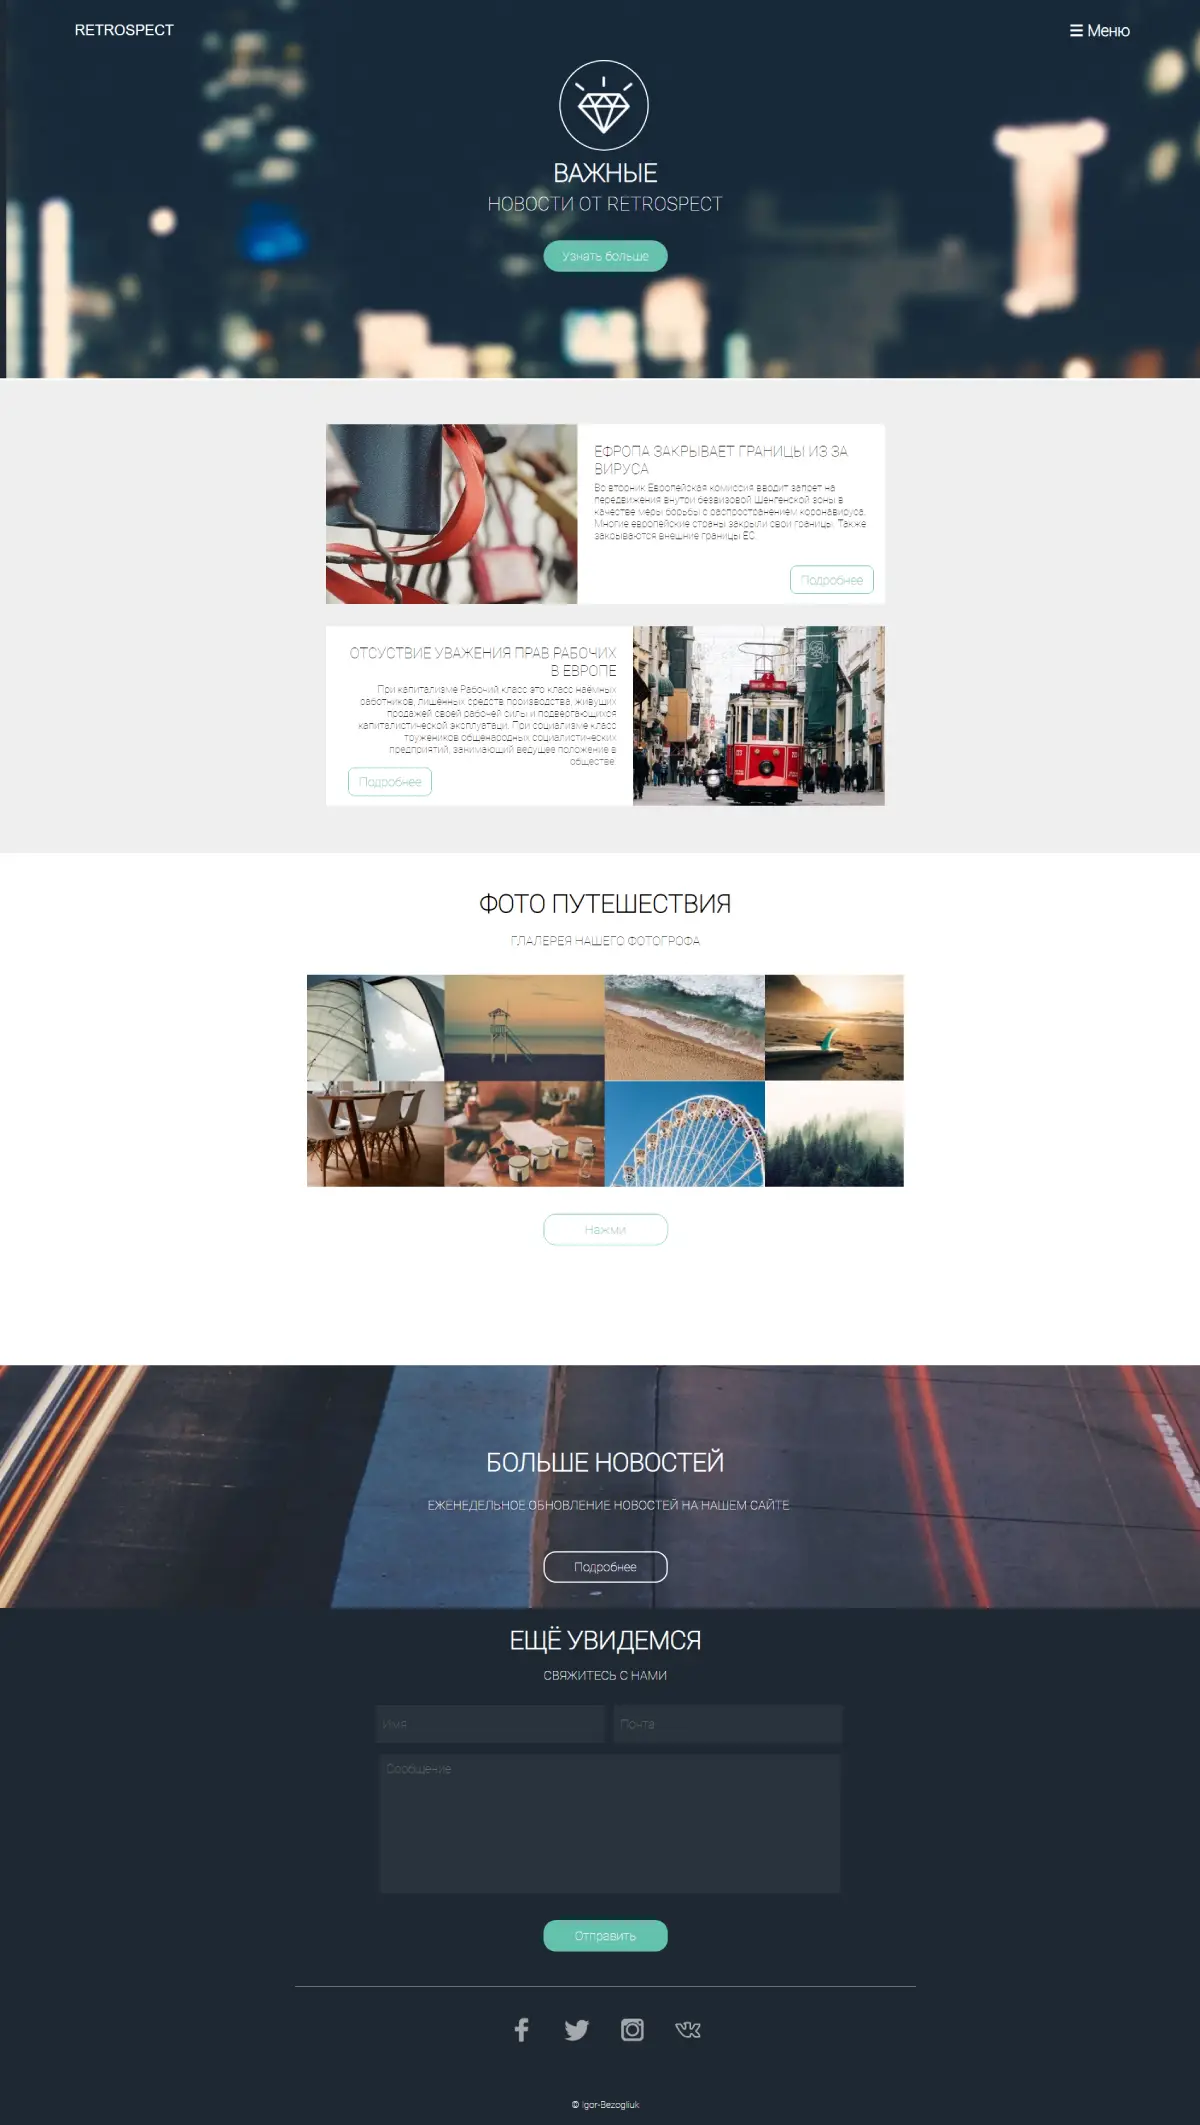 RETROSPECT
☰ Меню
ВАЖНЫЕ
НОВОСТИ ОТ RETROSPECT
Узнать больше
ЕФРОПА ЗАКРЫВАЕТ ГРАНИЦЫ ИЗ ЗА
ВИРУСА
Во вторник Европейская комиссия вводит запрет на
передвижения внутри безвизовой Шенгенской зоны в
качестве меры борьбы с распространением коронавируса.
Многие европейские страны закрыли свои границы. Также
закрываются внешние границы ЕС.
Подробнее
ОТСУСТВИЕ УВАЖЕНИЯ ПРАВ РАБОЧИХ
В ЕВРОПЕ
При капитализме Рабочий класс это класс наёмных
работников, лишённых средств производства, живущих
продажей своей рабочей силы и подвергающихся
капиталистической эксплуатаци. При социализме класс
тружеников общенародных социалистических
предприятий, занимающий ведущее положение в
обществе.
Подробнее
ФОТО ПУТЕШЕСТВИЯ
ГЛАЛЕРЕЯ НАШЕГО ФОТОГРОФА
Нажми
БОЛЬШЕ НОВОСТЕЙ
ЕЖЕНЕДЕЛЬНОЕ ОБНОВЛЕНИЕ НОВОСТЕЙ НА НАШЕМ САЙТЕ
Подробнее
ЕЩЁ УВИДЕМСЯ
СВЯЖИТЕСЬ С НАМИ
Имя
Почта
Сообщение
Отправить
© Igor-Bezogliuk